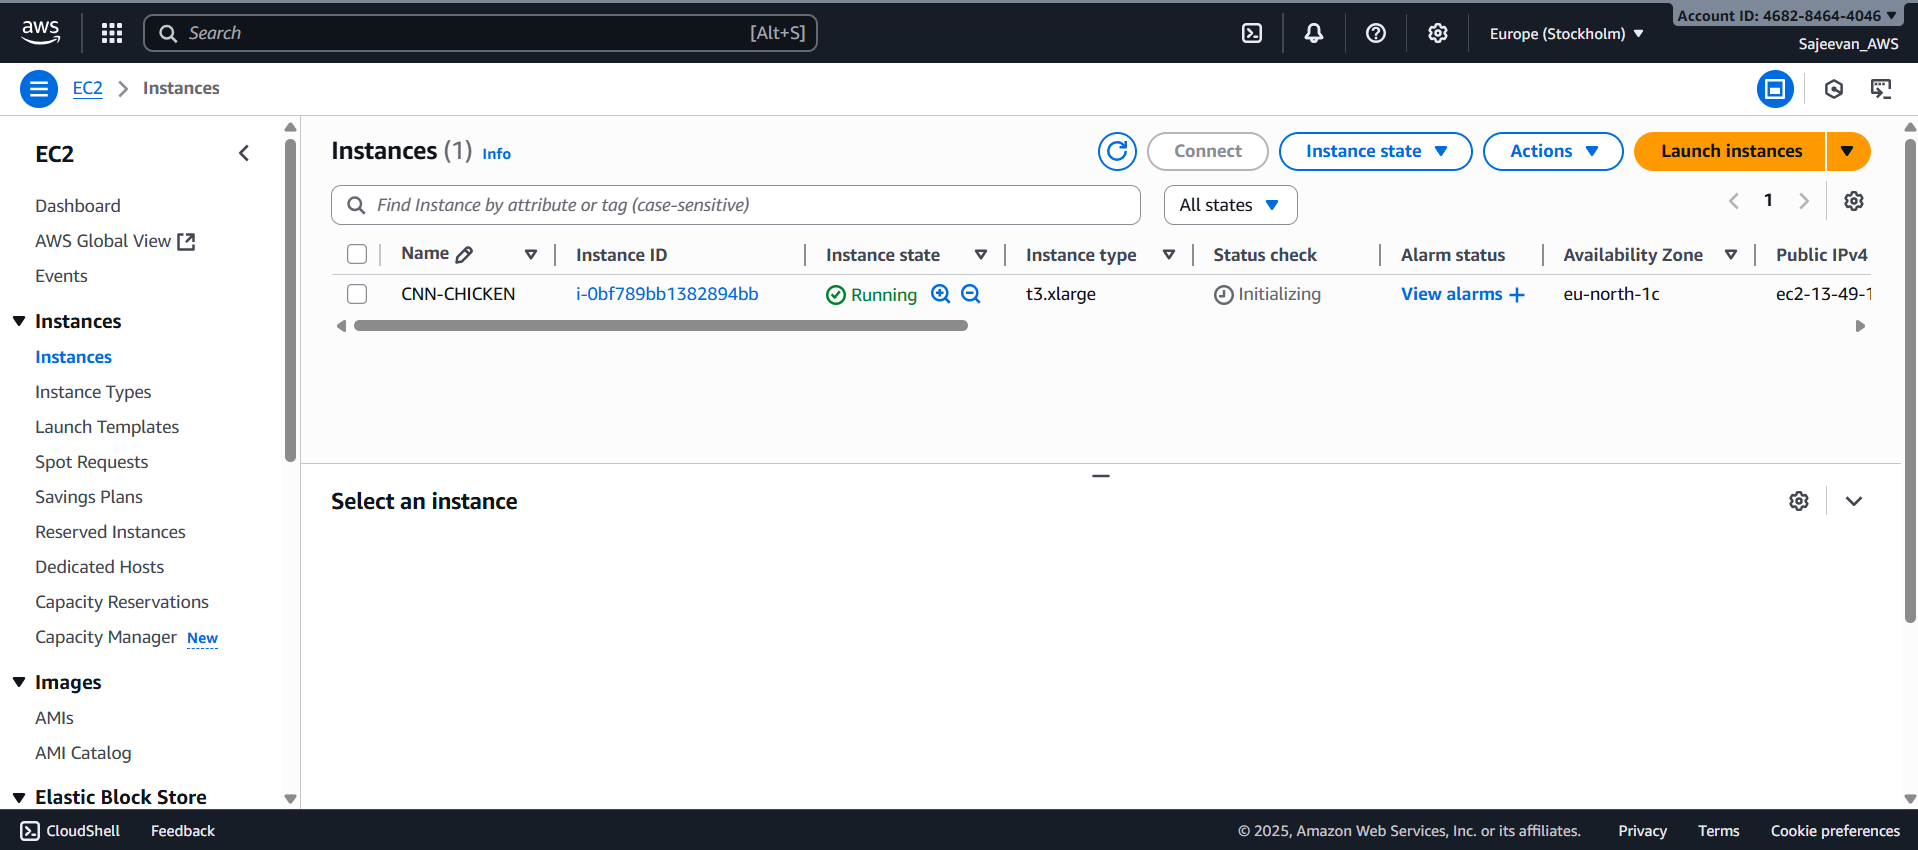 aws
Search [Alt+S]
Europe (Stockholm)
Account ID: 4682-8464-4046
Sajeevan_AWS
EC2 Instances
EC2
Dashboard
AWS Global View
Events
Instances
Instances
Instance Types
Launch Templates
Spot Requests
Savings Plans
Reserved Instances
Dedicated Hosts
Capacity Reservations
Capacity Manager New
Images
AMIs
AMI Catalog
Elastic Block Store
Instances (1) Info
Connect
Instance state
Actions
Launch instances
Find Instance by attribute or tag (case-sensitive)
All states
1
Name Instance ID Instance state Instance type Status check Alarm status Availability Zone Public IPv4
CNN-CHICKEN i-0bf789bb1382894bb Running t3.xlarge Initializing View alarms + eu-north-1c ec2-13-49-1
Select an instance
CloudShell Feedback © 2025, Amazon Web Services, Inc. or its affiliates. Privacy Terms Cookie preferences